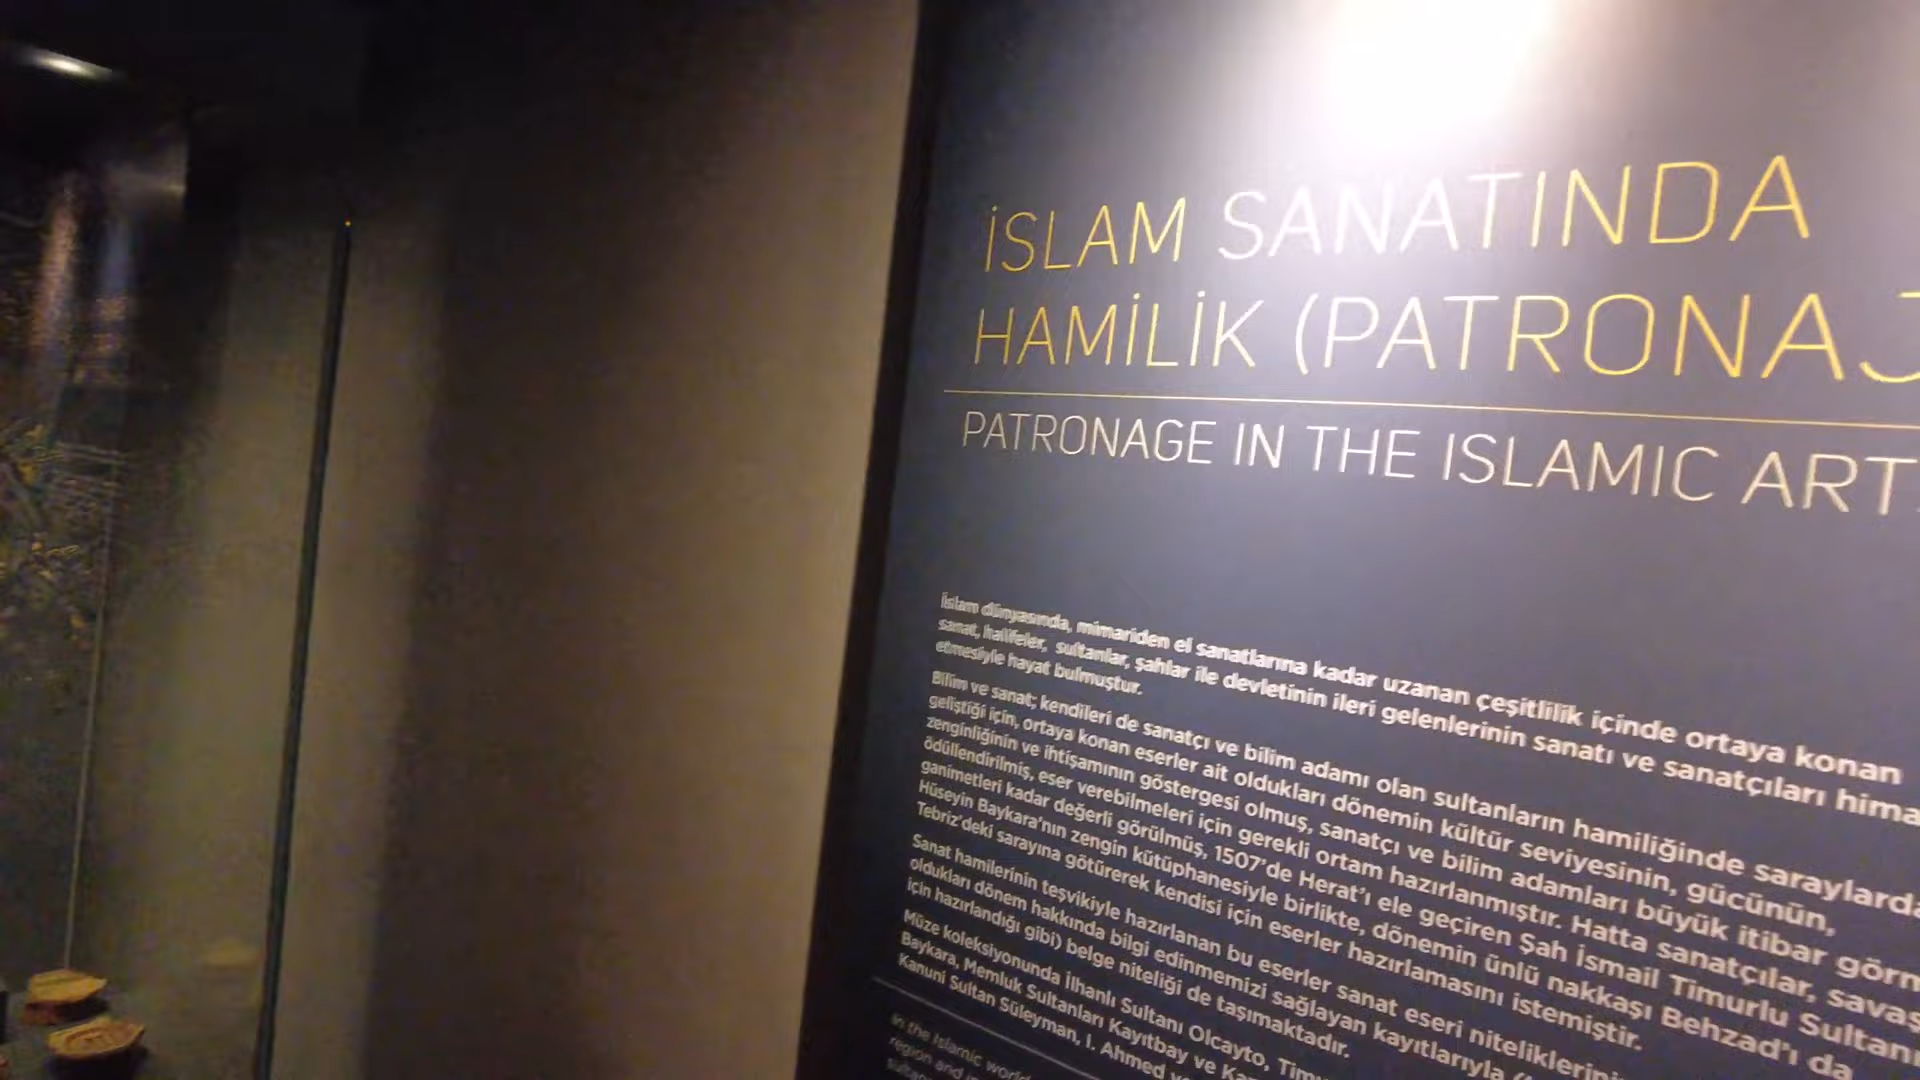 İSLAM SANATINDA
HAMİLİK (PATRONAJ
PATRONAGE IN THE ISLAMIC ART
İslam dünyasında, mimariden el sanatlarına kadar uzanan çeşitlilik içinde ortaya konan
sanat, halifeler, sultanlar, şahlar ile devletinin ileri gelenlerinin sanatı ve sanatçıları hima
etmesiyle hayat bulmuştur.
Bilim ve sanat; kendileri de sanatçı ve bilim adamı olan sultanların hamiliğinde saraylarda
geliştiği için, ortaya konan eserler ait oldukları dönemin kültür seviyesinin, gücünün,
zenginliğinin ve ihtişamının göstergesi olmuş, sanatçı ve bilim adamları büyük itibar görm
ödüllendirilmiş, eser verebilmeleri için gerekli ortam hazırlanmıştır. Hatta sanatçılar, savaş
ganimetleri kadar değerli görülmüş, 1507'de Herat'ı ele geçiren Şah İsmail Timurlu Sultanı
Hüseyin Baykara'nın zengin kütüphanesiyle birlikte, dönemin ünlü nakkaşı Behzad'ı da
Tebriz'deki sarayına götürerek kendisi için eserler hazırlamasını istemiştir.
Sanat hamilerinin teşvikiyle hazırlanan bu eserler sanat eseri niteliklerinin
oldukları dönem hakkında bilgi edinmemizi sağlayan kayıtlarıyla
için hazırlandığı gibi) belge niteliği de taşımaktadır.
Müze koleksiyonunda İlhanlı Sultanı Olcayto, Timu
Baykara, Memluk Sultanları Kayıtbay ve Ka
Kanuni Sultan Süleyman, I. Ahmed v
In the Islamic world
region and